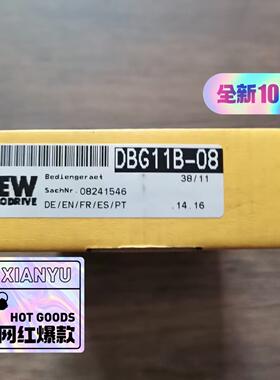 全新10
DBG11B-08
Bediengeraet
38/11
EW
SachNr. 08241546
ODRIVE
DE/EN/FR/ES/PT
.14.16
XIANYU
HOT GOODS
网红爆款